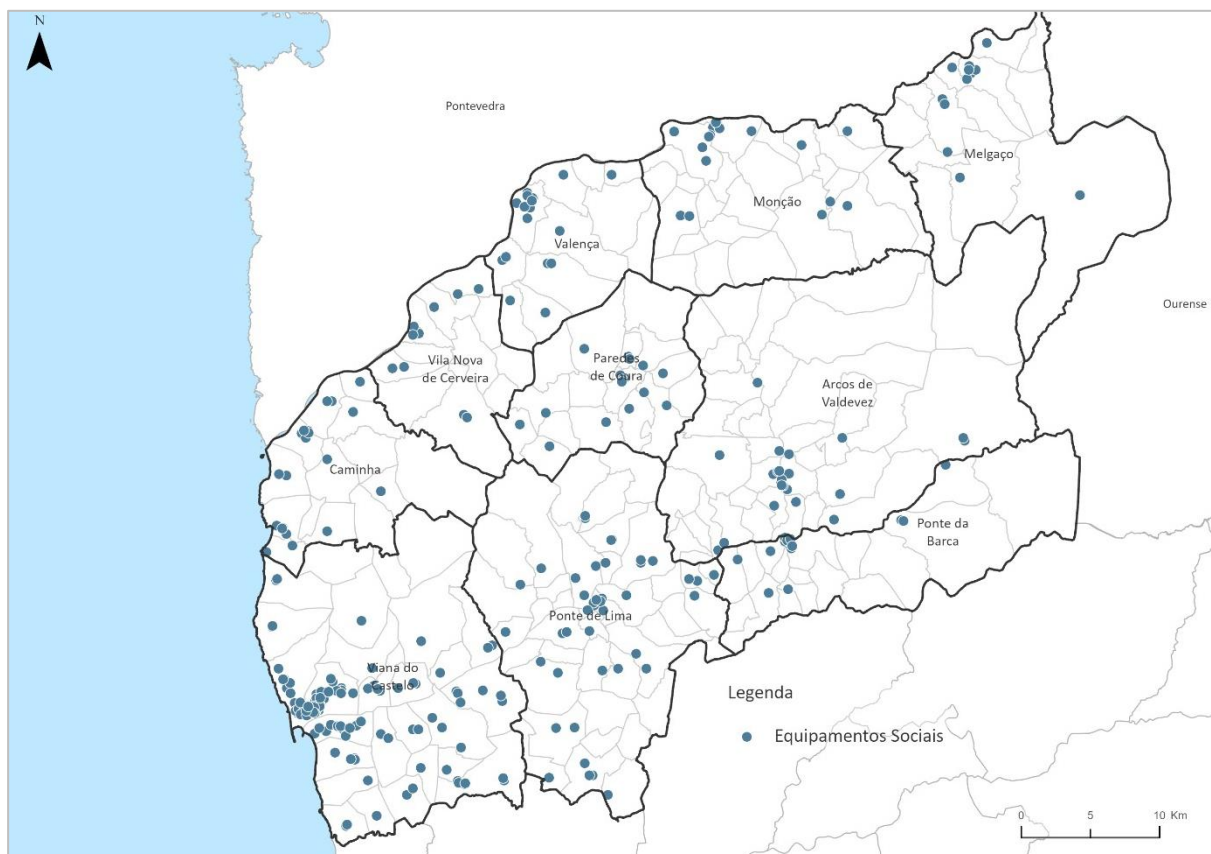 N
Pontevedra
Melgaço
Monção
Valença
Ourense
Vila Nova
de Cerveira
Paredes
de Coura
Arcos de
Valdevez
Caminha
Ponte da
Barca
Ponte de Lima
Viana do
Castelo
Legenda
Equipamentos Sociais
0 5 10 Km